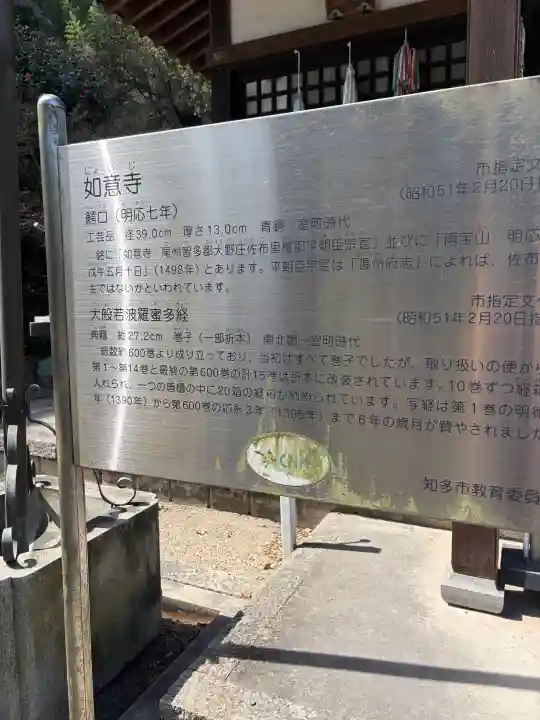 にょいじ
如意寺
市指定文
鰐口(明応七年)
(昭和51年2月20日
工芸品 径39.0cm 厚さ13.0cm 青銅 室町時代
銘に「如意寺 尾州智多郡大野庄佐布里 平朝臣宗 」並びに「雨宝山 明応
戊午五月十日」(1498年)とあります。平朝臣宗 は「張州府志」によれば、佐布
主ではないかといわれています。
市指定文
大般若波羅蜜多経
(昭和51年2月20日指
典籍 縦27.2cm 巻子(一部折本) 南北朝~室町時代
総数約600巻より成り立っており、当初はすべて巻子でしたが、取り扱いの便から
第1~第14巻と最終の第600巻の計15巻は折本に改装されています。10巻ずつ経箱
入れられ、一つの唐櫃の中に20箱の経箱が納められています。写経は第1巻の明徳
年(1390年)から第600巻の応永3年(1396年)まで6年の歳月が費やされました
知多市教育委員